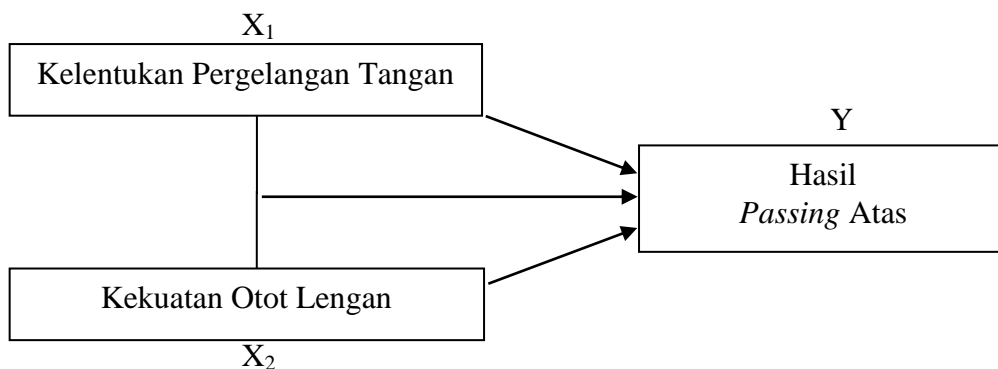 X₁
Kelentukan Pergelangan Tangan
Y
Hasil
Passing Atas
Kekuatan Otot Lengan
X₂